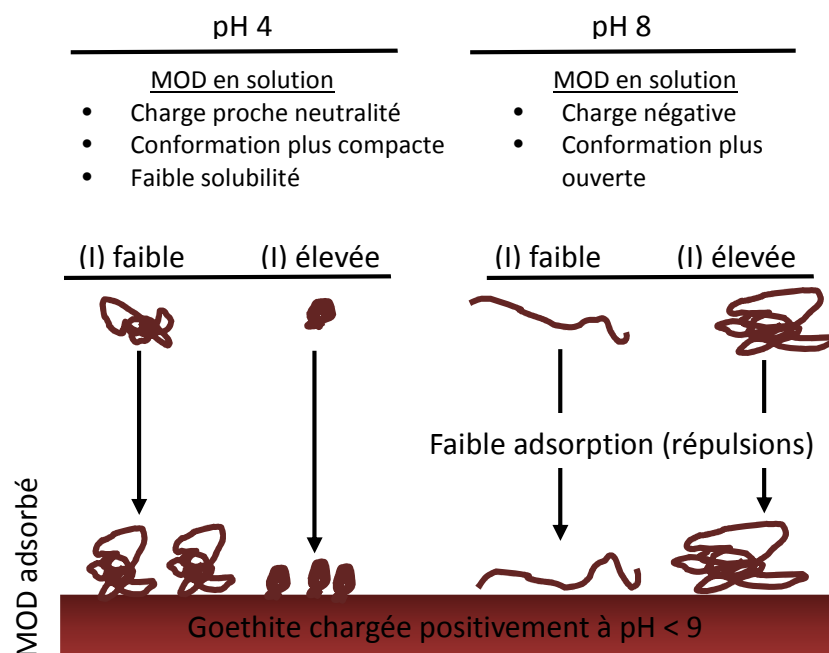 pH 4
MOD en solution
• Charge proche neutralité
• Conformation plus compacte
• Faible solubilité
pH 8
MOD en solution
• Charge négative
• Conformation plus
ouverte
(I) faible
(I) élevée
(I) faible
(I) élevée
Faible adsorption (répulsions)
MOD adsorbé
Goethite chargée positivement à pH < 9